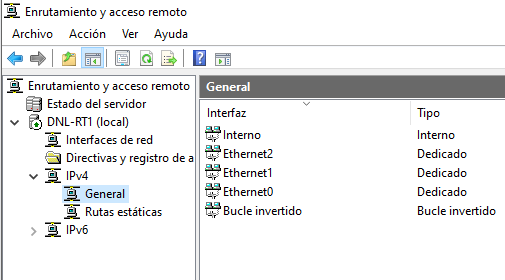 Enrutamiento y acceso remoto
Archivo Acción Ver Ayuda
Enrutamiento y acceso remoto
Estado del servidor
DNL-RT1 (local)
Interfaces de red
Directivas y registro de a
IPv4
General
Rutas estáticas
IPv6
General
Interfaz Tipo
Interno Interno
Ethernet2 Dedicado
Ethernet1 Dedicado
Ethernet0 Dedicado
Bucle invertido Bucle invertido